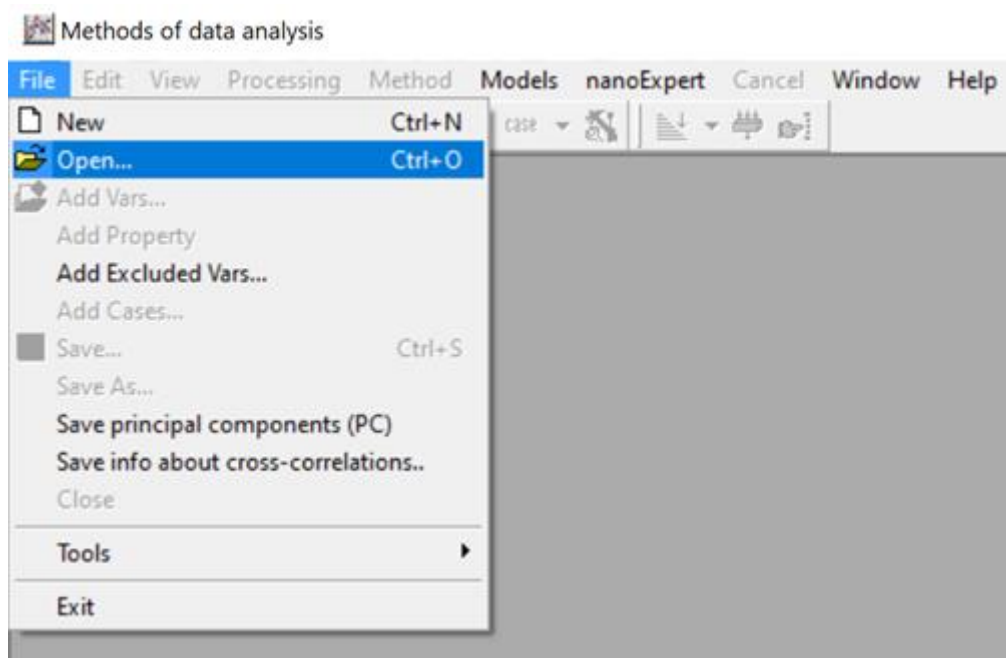 Methods of data analysis
File Edit View Processing Method Models nanoExpert Cancel Window Help
New Ctrl+N case
Open... Ctrl+O
Add Vars...
Add Property
Add Excluded Vars...
Add Cases...
Save... Ctrl+S
Save As...
Save principal components (PC)
Save info about cross-correlations..
Close
Tools
Exit